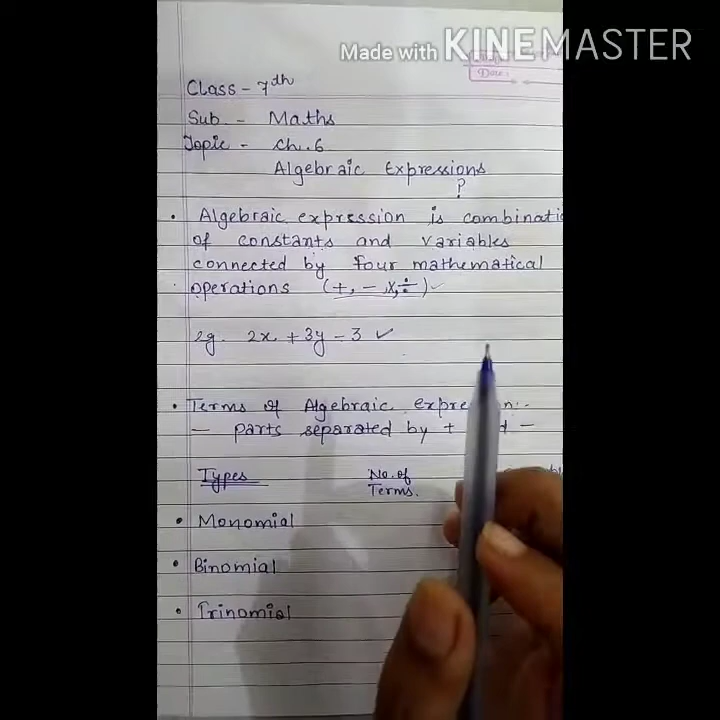 Made with KINEMASTER
Date:
Class - 7th
Sub. - Maths
Topic - Ch. 6
Algebraic Expressions
?
• Algebraic expression is combinatio
of constants and variables
connected by four mathematical
operations (+, -, x, ÷) ✓
eg. 2x + 3y - 3 ✓
• Terms of Algebraic expre n:-
- parts separated by + d -
Types No. of
Terms.
• Monomial
• Binomial
• Trinomial